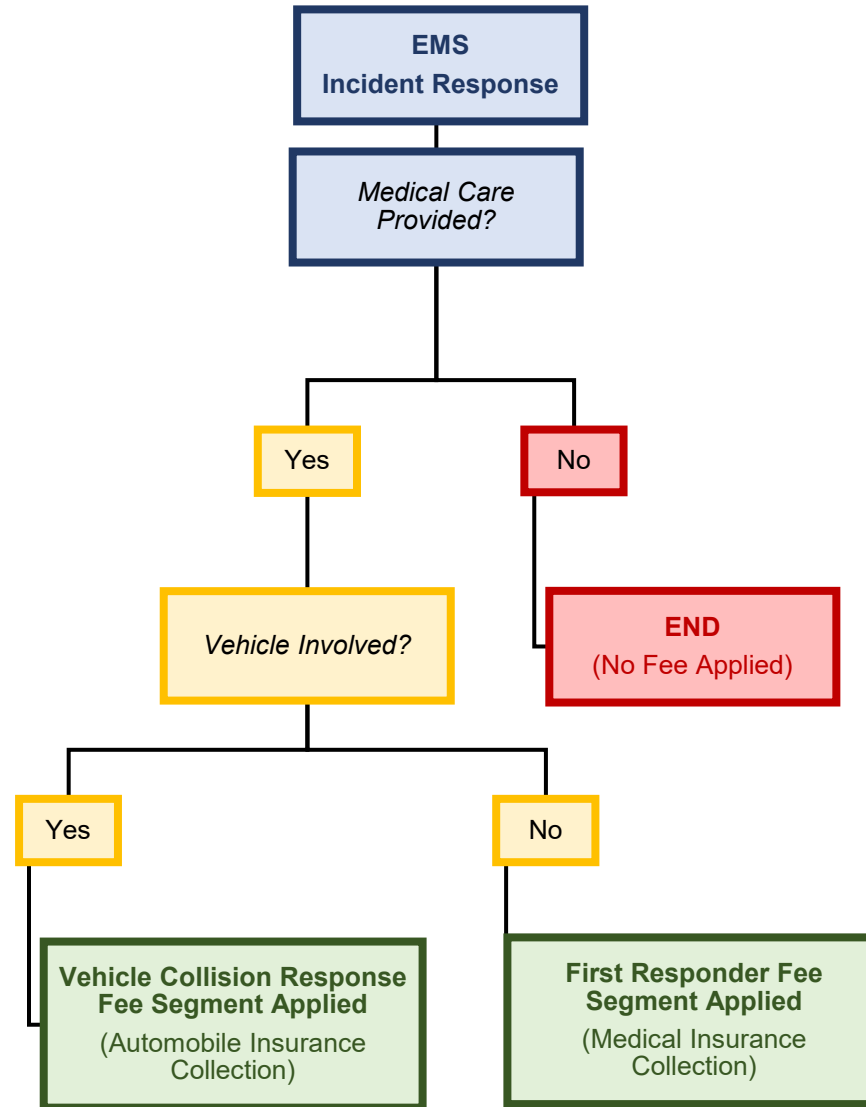 EMS
Incident Response
Medical Care
Provided?
Yes
No
Vehicle Involved?
END
(No Fee Applied)
Yes
No
Vehicle Collision Response
Fee Segment Applied
(Automobile Insurance
Collection)
First Responder Fee
Segment Applied
(Medical Insurance
Collection)